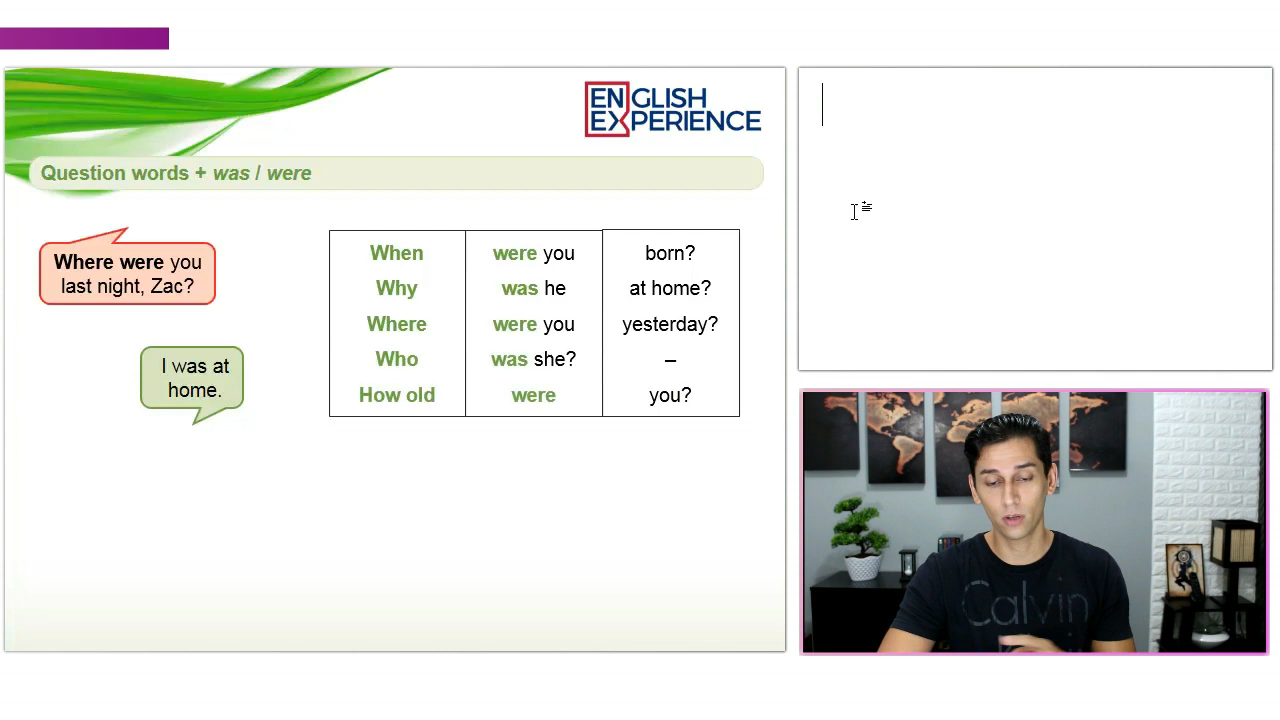 ENGLISH
EXPERIENCE
Question words + was / were
Where were you
last night, Zac?
I was at
home.
When were you born?
Why was he at home?
Where were you yesterday?
Who was she? –
How old were you?
Calvin